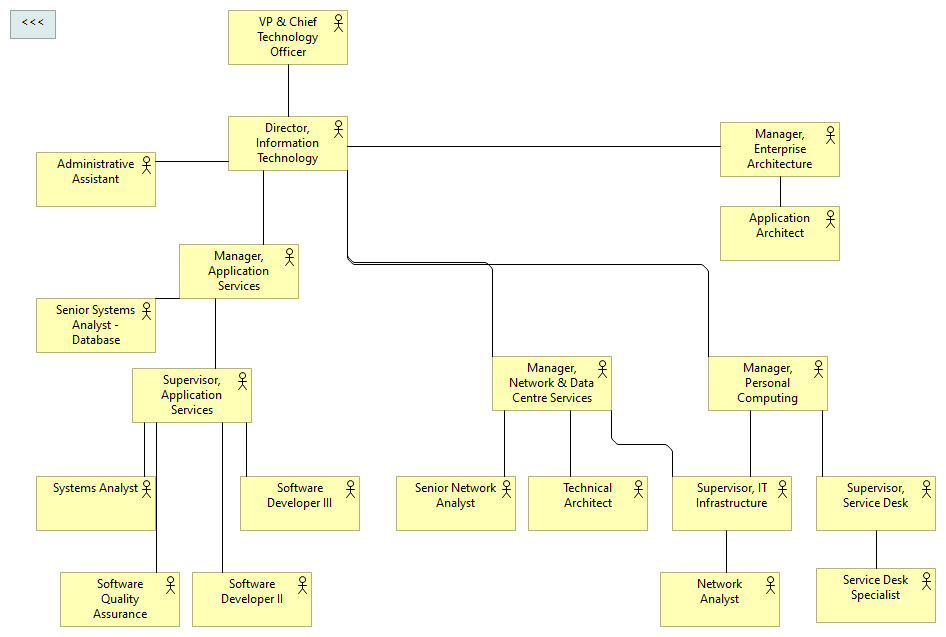 <<<
VP & Chief
Technology
Officer
Director,
Information
Technology
Manager,
Enterprise
Architecture
Administrative
Assistant
Application
Architect
Manager,
Application
Services
Senior Systems
Analyst -
Database
Supervisor,
Application
Services
Manager,
Network & Data
Centre Services
Manager,
Personal
Computing
Systems Analyst
Software
Developer III
Senior Network
Analyst
Technical
Architect
Supervisor, IT
Infrastructure
Supervisor,
Service Desk
Software
Quality
Assurance
Software
Developer II
Network
Analyst
Service Desk
Specialist